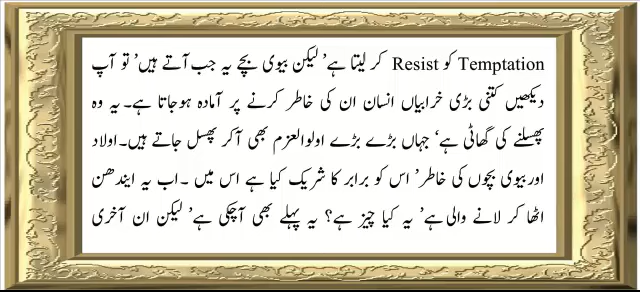 Temptation کو Resist کر لیتا ہے‘ لیکن بیوی بچے یہ جب آتے ہیں‘ تو آپ
دیکھیں کتنی بڑی خرابیاں انسان ان کی خاطر کرنے پر آمادہ ہوجاتا ہے۔ یہ وہ
پھسلنے کی گھاٹی ہے‘ جہاں بڑے بڑے اولوالعزم بھی آکر پھسل جاتے ہیں۔اولاد
اور بیوی بچوں کی خاطر‘ اس کو برابر کا شریک کیا ہے اس میں ۔اب یہ ایندھن
اٹھا کر لانے والی ہے‘ یہ کیا چیز ہے؟ یہ پہلے بھی آچکی ہے‘ لیکن ان آخری